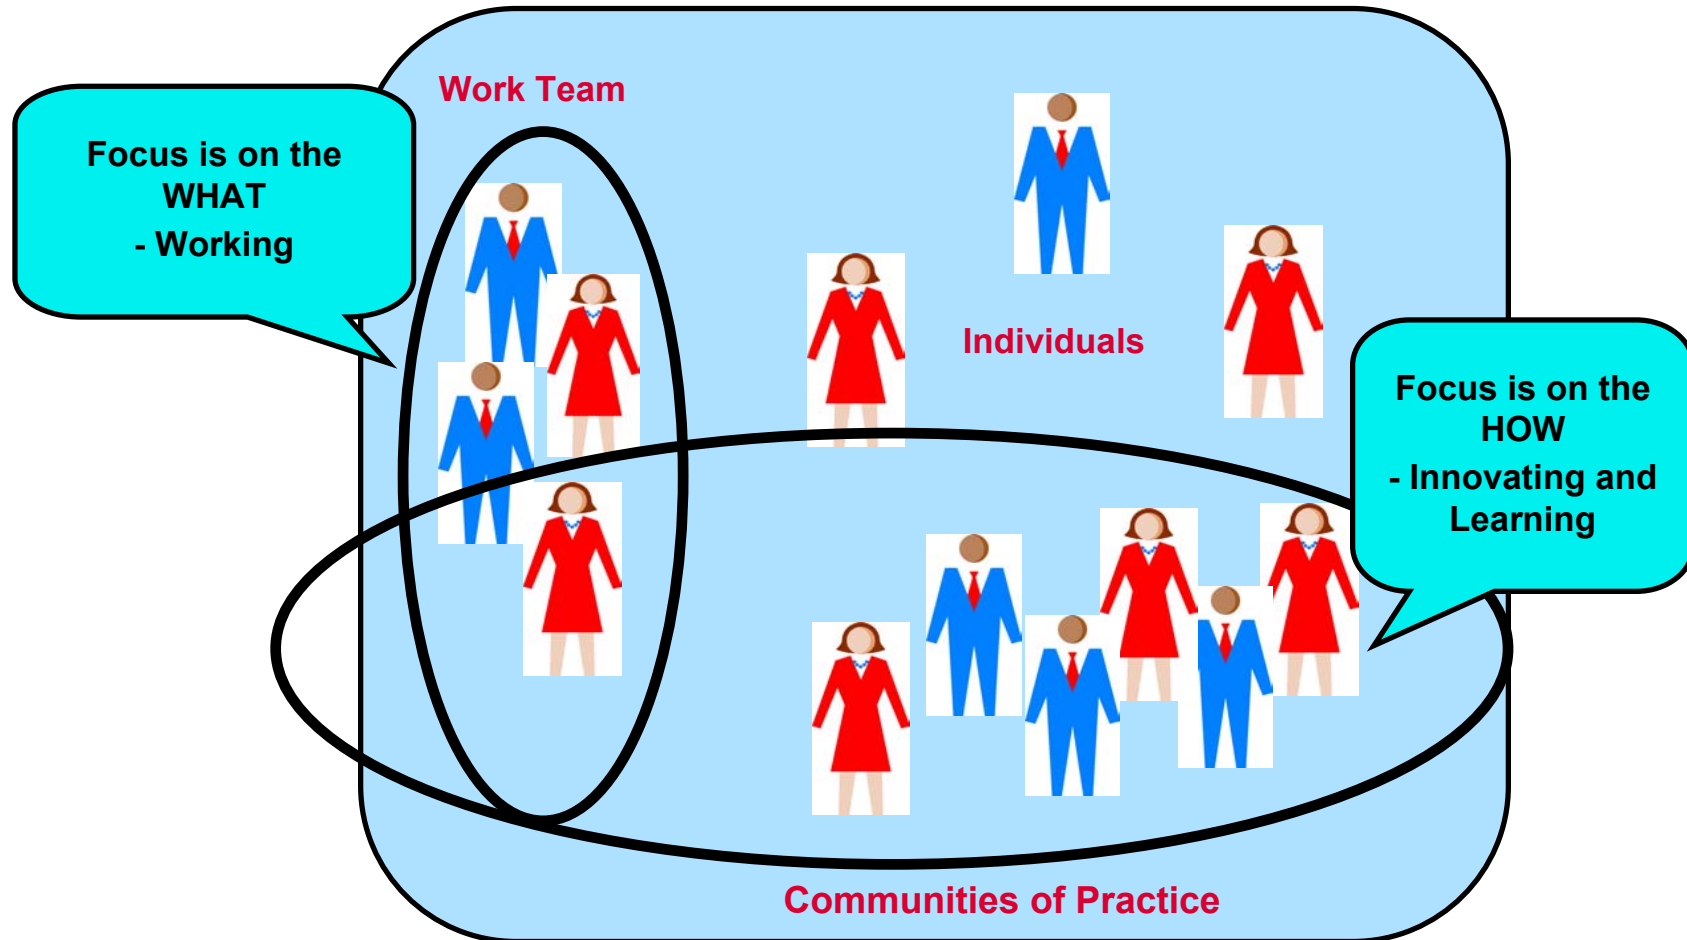 Work Team
Focus is on the
WHAT
- Working
Individuals
Focus is on the
HOW
- Innovating and
Learning
Communities of Practice